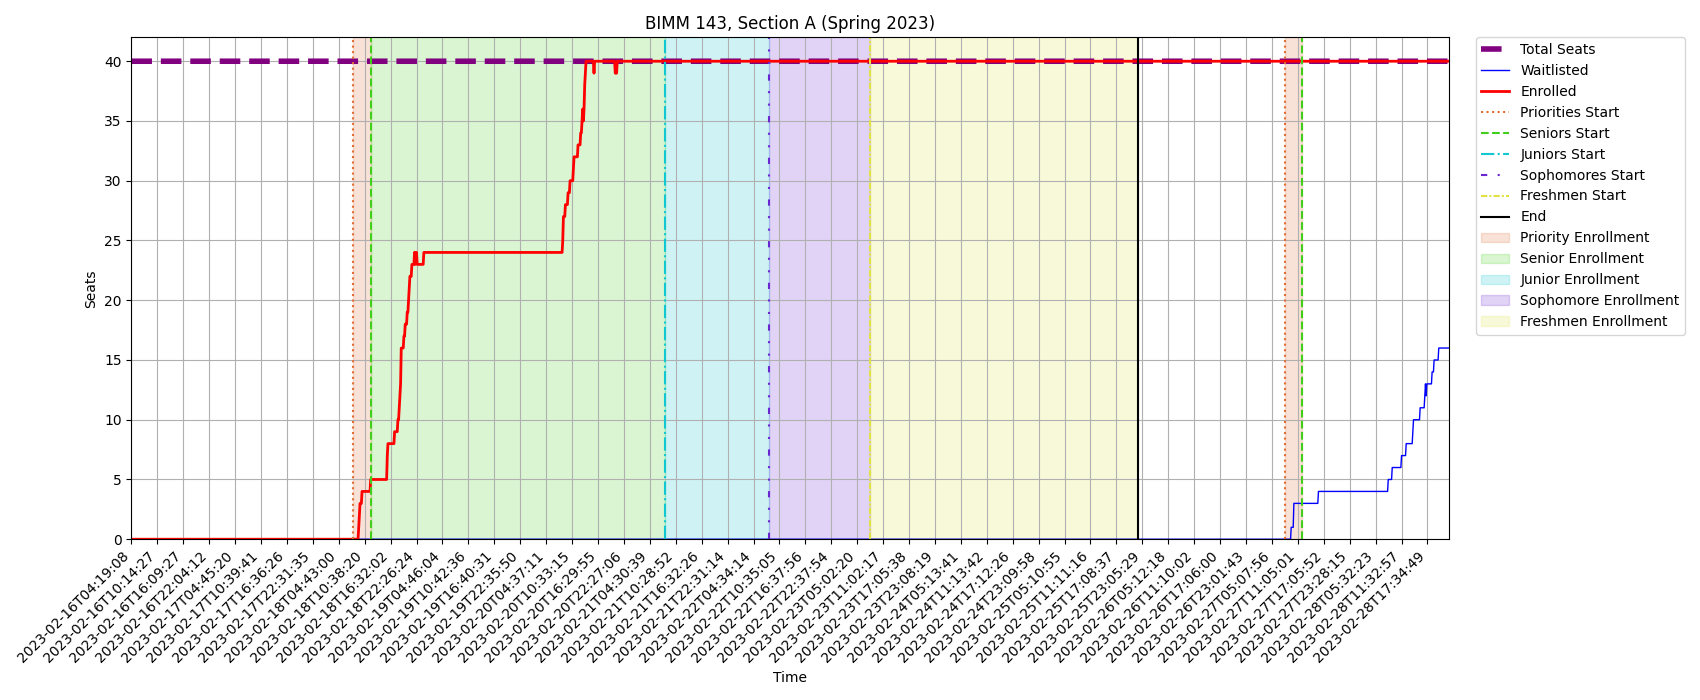 BIMM 143, Section A (Spring 2023)
Total Seats
Waitlisted
Enrolled
Priorities Start
Seniors Start
Juniors Start
Sophomores Start
Freshmen Start
End
Priority Enrollment
Senior Enrollment
Junior Enrollment
Sophomore Enrollment
Freshmen Enrollment
Seats
40
35
30
25
20
15
10
5
0
2023-02-16T04:19:08
2023-02-16T10:14:27
2023-02-16T16:09:27
2023-02-16T22:04:12
2023-02-17T04:45:20
2023-02-17T10:39:41
2023-02-17T16:36:26
2023-02-17T22:31:35
2023-02-18T04:43:00
2023-02-18T10:38:20
2023-02-18T16:32:02
2023-02-18T22:26:24
2023-02-19T04:46:04
2023-02-19T10:42:36
2023-02-19T16:40:31
2023-02-19T22:35:50
2023-02-20T04:37:11
2023-02-20T10:33:15
2023-02-20T16:29:55
2023-02-20T22:27:06
2023-02-21T04:30:39
2023-02-21T10:28:52
2023-02-21T16:32:26
2023-02-21T22:31:14
2023-02-22T04:34:14
2023-02-22T10:35:05
2023-02-22T16:37:56
2023-02-22T22:37:54
2023-02-23T05:02:20
2023-02-23T11:02:17
2023-02-23T17:05:38
2023-02-23T23:08:19
2023-02-24T05:13:41
2023-02-24T11:13:42
2023-02-24T17:12:26
2023-02-24T23:09:58
2023-02-25T05:10:55
2023-02-25T11:11:16
2023-02-25T17:08:37
2023-02-25T23:05:29
2023-02-26T05:12:18
2023-02-26T11:10:02
2023-02-26T17:06:00
2023-02-26T23:01:43
2023-02-27T05:07:56
2023-02-27T11:05:01
2023-02-27T17:05:52
2023-02-27T23:28:15
2023-02-28T05:32:23
2023-02-28T11:32:57
2023-02-28T17:34:49
Time